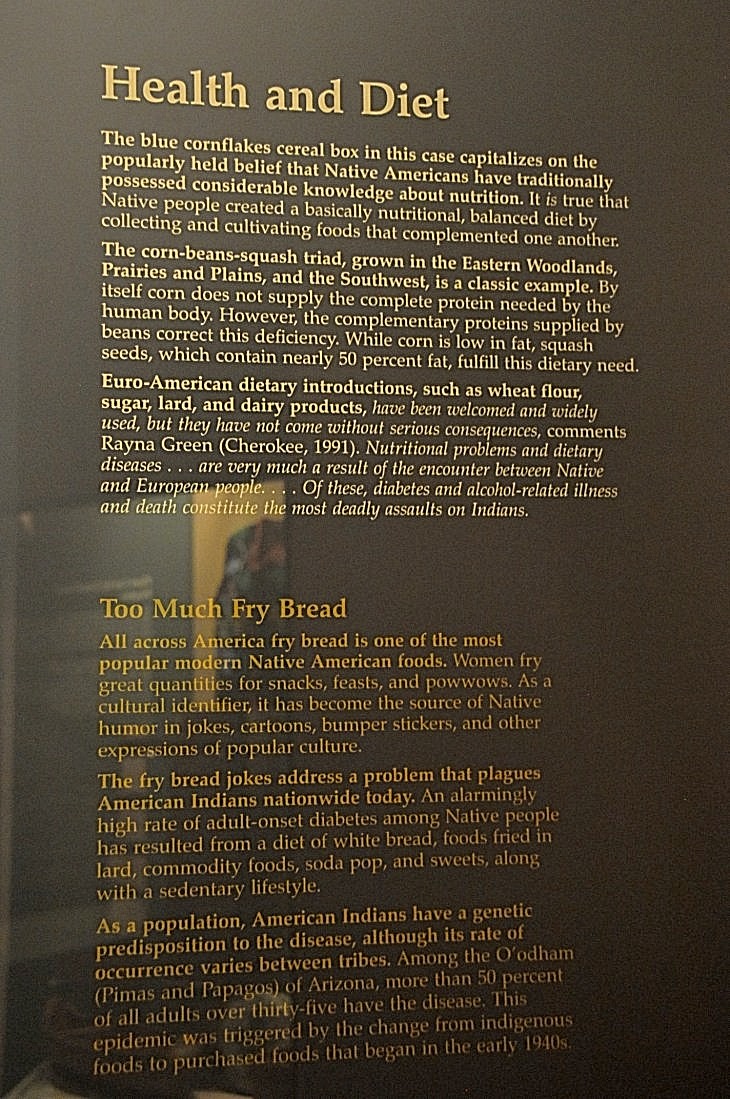 Health and Diet
The blue cornflakes cereal box in this case capitalizes on the
popularly held belief that Native Americans have traditionally
possessed considerable knowledge about nutrition. It is true that
Native people created a basically nutritional, balanced diet by
collecting and cultivating foods that complemented one another.
The corn-beans-squash triad, grown in the Eastern Woodlands,
Prairies and Plains, and the Southwest, is a classic example. By
itself corn does not supply the complete protein needed by the
human body. However, the complementary proteins supplied by
beans correct this deficiency. While corn is low in fat, squash
seeds, which contain nearly 50 percent fat, fulfill this dietary need.
Euro-American dietary introductions, such as wheat flour,
sugar, lard, and dairy products, have been welcomed and widely
used, but they have not come without serious consequences, comments
Rayna Green (Cherokee, 1991). Nutritional problems and dietary
diseases . . . are very much a result of the encounter between Native
and European people. . . . Of these, diabetes and alcohol-related illness
and death constitute the most deadly assaults on Indians.
Too Much Fry Bread
All across America fry bread is one of the most
popular modern Native American foods. Women fry
great quantities for snacks, feasts, and powwows. As a
cultural identifier, it has become the source of Native
humor in jokes, cartoons, bumper stickers, and other
expressions of popular culture.
The fry bread jokes address a problem that plagues
American Indians nationwide today. An alarmingly
high rate of adult-onset diabetes among Native people
has resulted from a diet of white bread, foods fried in
lard, commodity foods, soda pop, and sweets, along
with a sedentary lifestyle.
As a population, American Indians have a genetic
predisposition to the disease, although its rate of
occurrence varies between tribes. Among the O'odham
(Pimas and Papagos) of Arizona, more than 50 percent
of all adults over thirty-five have the disease. This
epidemic was triggered by the change from indigenous
foods to purchased foods that began in the early 1940s.